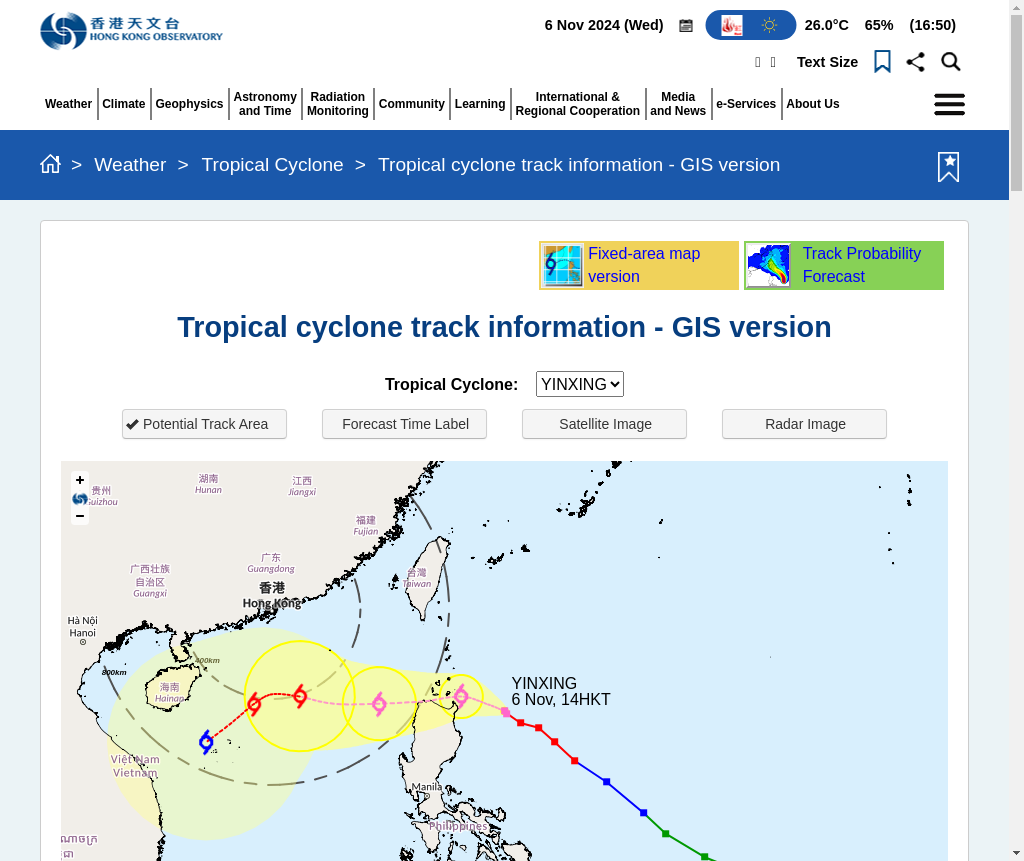 香港天文台
HONG KONG OBSERVATORY
6 Nov 2024 (Wed)
26.0°C 65% (16:50)
Text Size
Weather
Climate
Geophysics
Astronomy
and Time
Radiation
Monitoring
Community
Learning
International &
Regional Cooperation
Media
and News
e-Services
About Us
> Weather > Tropical Cyclone > Tropical cyclone track information - GIS version
Fixed-area map
version
Track Probability
Forecast
Tropical cyclone track information - GIS version
Tropical Cyclone: YINXING
Potential Track Area
Forecast Time Label
Satellite Image
Radar Image
+
−
贵州
Guizhou
湖南
Hunan
江西
Jiangxi
福建
Fujian
广东
Guangdong
广西壮族
自治区
Guangxi
台灣
Taiwan
香港
Hong Kong
Hà Nội
Hanoi
400km
800km
海南
Hainan
YINXING
6 Nov, 14HKT
Việt Nam
Vietnam
Manila
Philippines